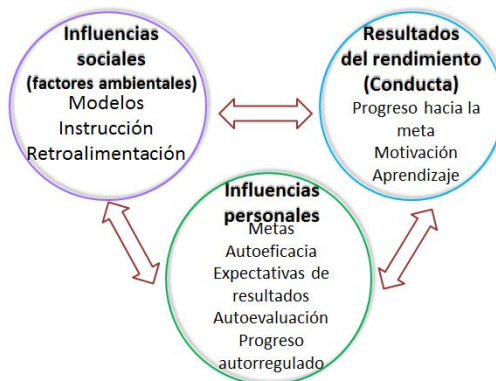 Influencias
sociales
(factores ambientales)
Modelos
Instrucción
Retroalimentación
Resultados
del rendimiento
(Conducta)
Progreso hacia la
meta
Motivación
Aprendizaje
Influencias
personales
Metas
Autoeficacia
Expectativas de
resultados
Autoevaluación
Progreso
autorregulado